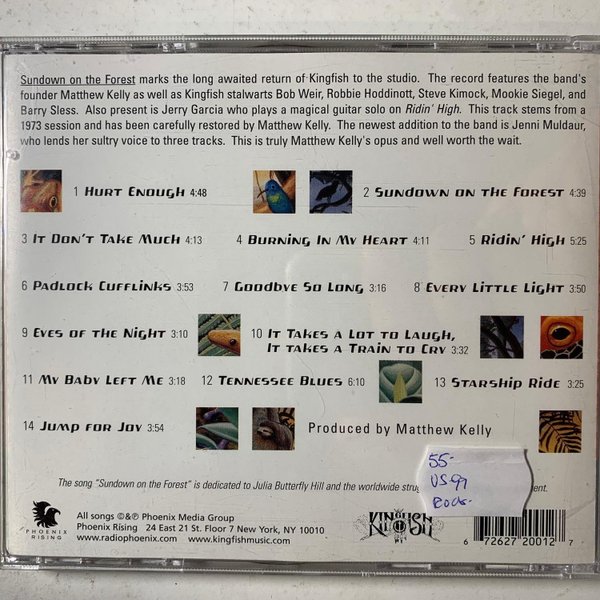 Sundown on the Forest marks the long awaited return of Kingfish to the studio. The record features the band's
founder Matthew Kelly as well as Kingfish stalwarts Bob Weir, Robbie Hoddinott, Steve Kimock, Mookie Siegel, and
Barry Sless. Also present is Jerry Garcia who plays a magical guitar solo on Ridin' High. This track stems from a
1973 session and has been carefully restored by Matthew Kelly. The newest addition to the band is Jenni Muldaur,
who lends her sultry voice to three tracks. This is truly Matthew Kelly's opus and well worth the wait.
1 Hurt Enough 4:48 2 Sundown on the Forest 4:39
3 It Don't Take Much 4:13 4 Burning In My Heart 4:11 5 Ridin' High 5:25
6 Padlock Cufflinks 3:53 7 Goodbye So Long 3:16 8 Every Little Light 3:50
9 Eyes of the Night 3:10 10 It Takes a Lot to Laugh,
It takes a Train to Cry 3:32
11 My Baby Left Me 3:18 12 Tennessee Blues 6:10 13 Starship Ride 3:25
14 Jump for Joy 3:54 Produced by Matthew Kelly
55-
US 99
The song "Sundown on the Forest" is dedicated to Julia Butterfly Hill and the worldwide
PHOENIX
RISING
All songs ©&℗ Phoenix Media Group
Phoenix Rising 24 East 21 St. Floor 7 New York, NY 10010
www.radiophoenix.com www.kingfishmusic.com
KINGFISH
6 72627 20012 7